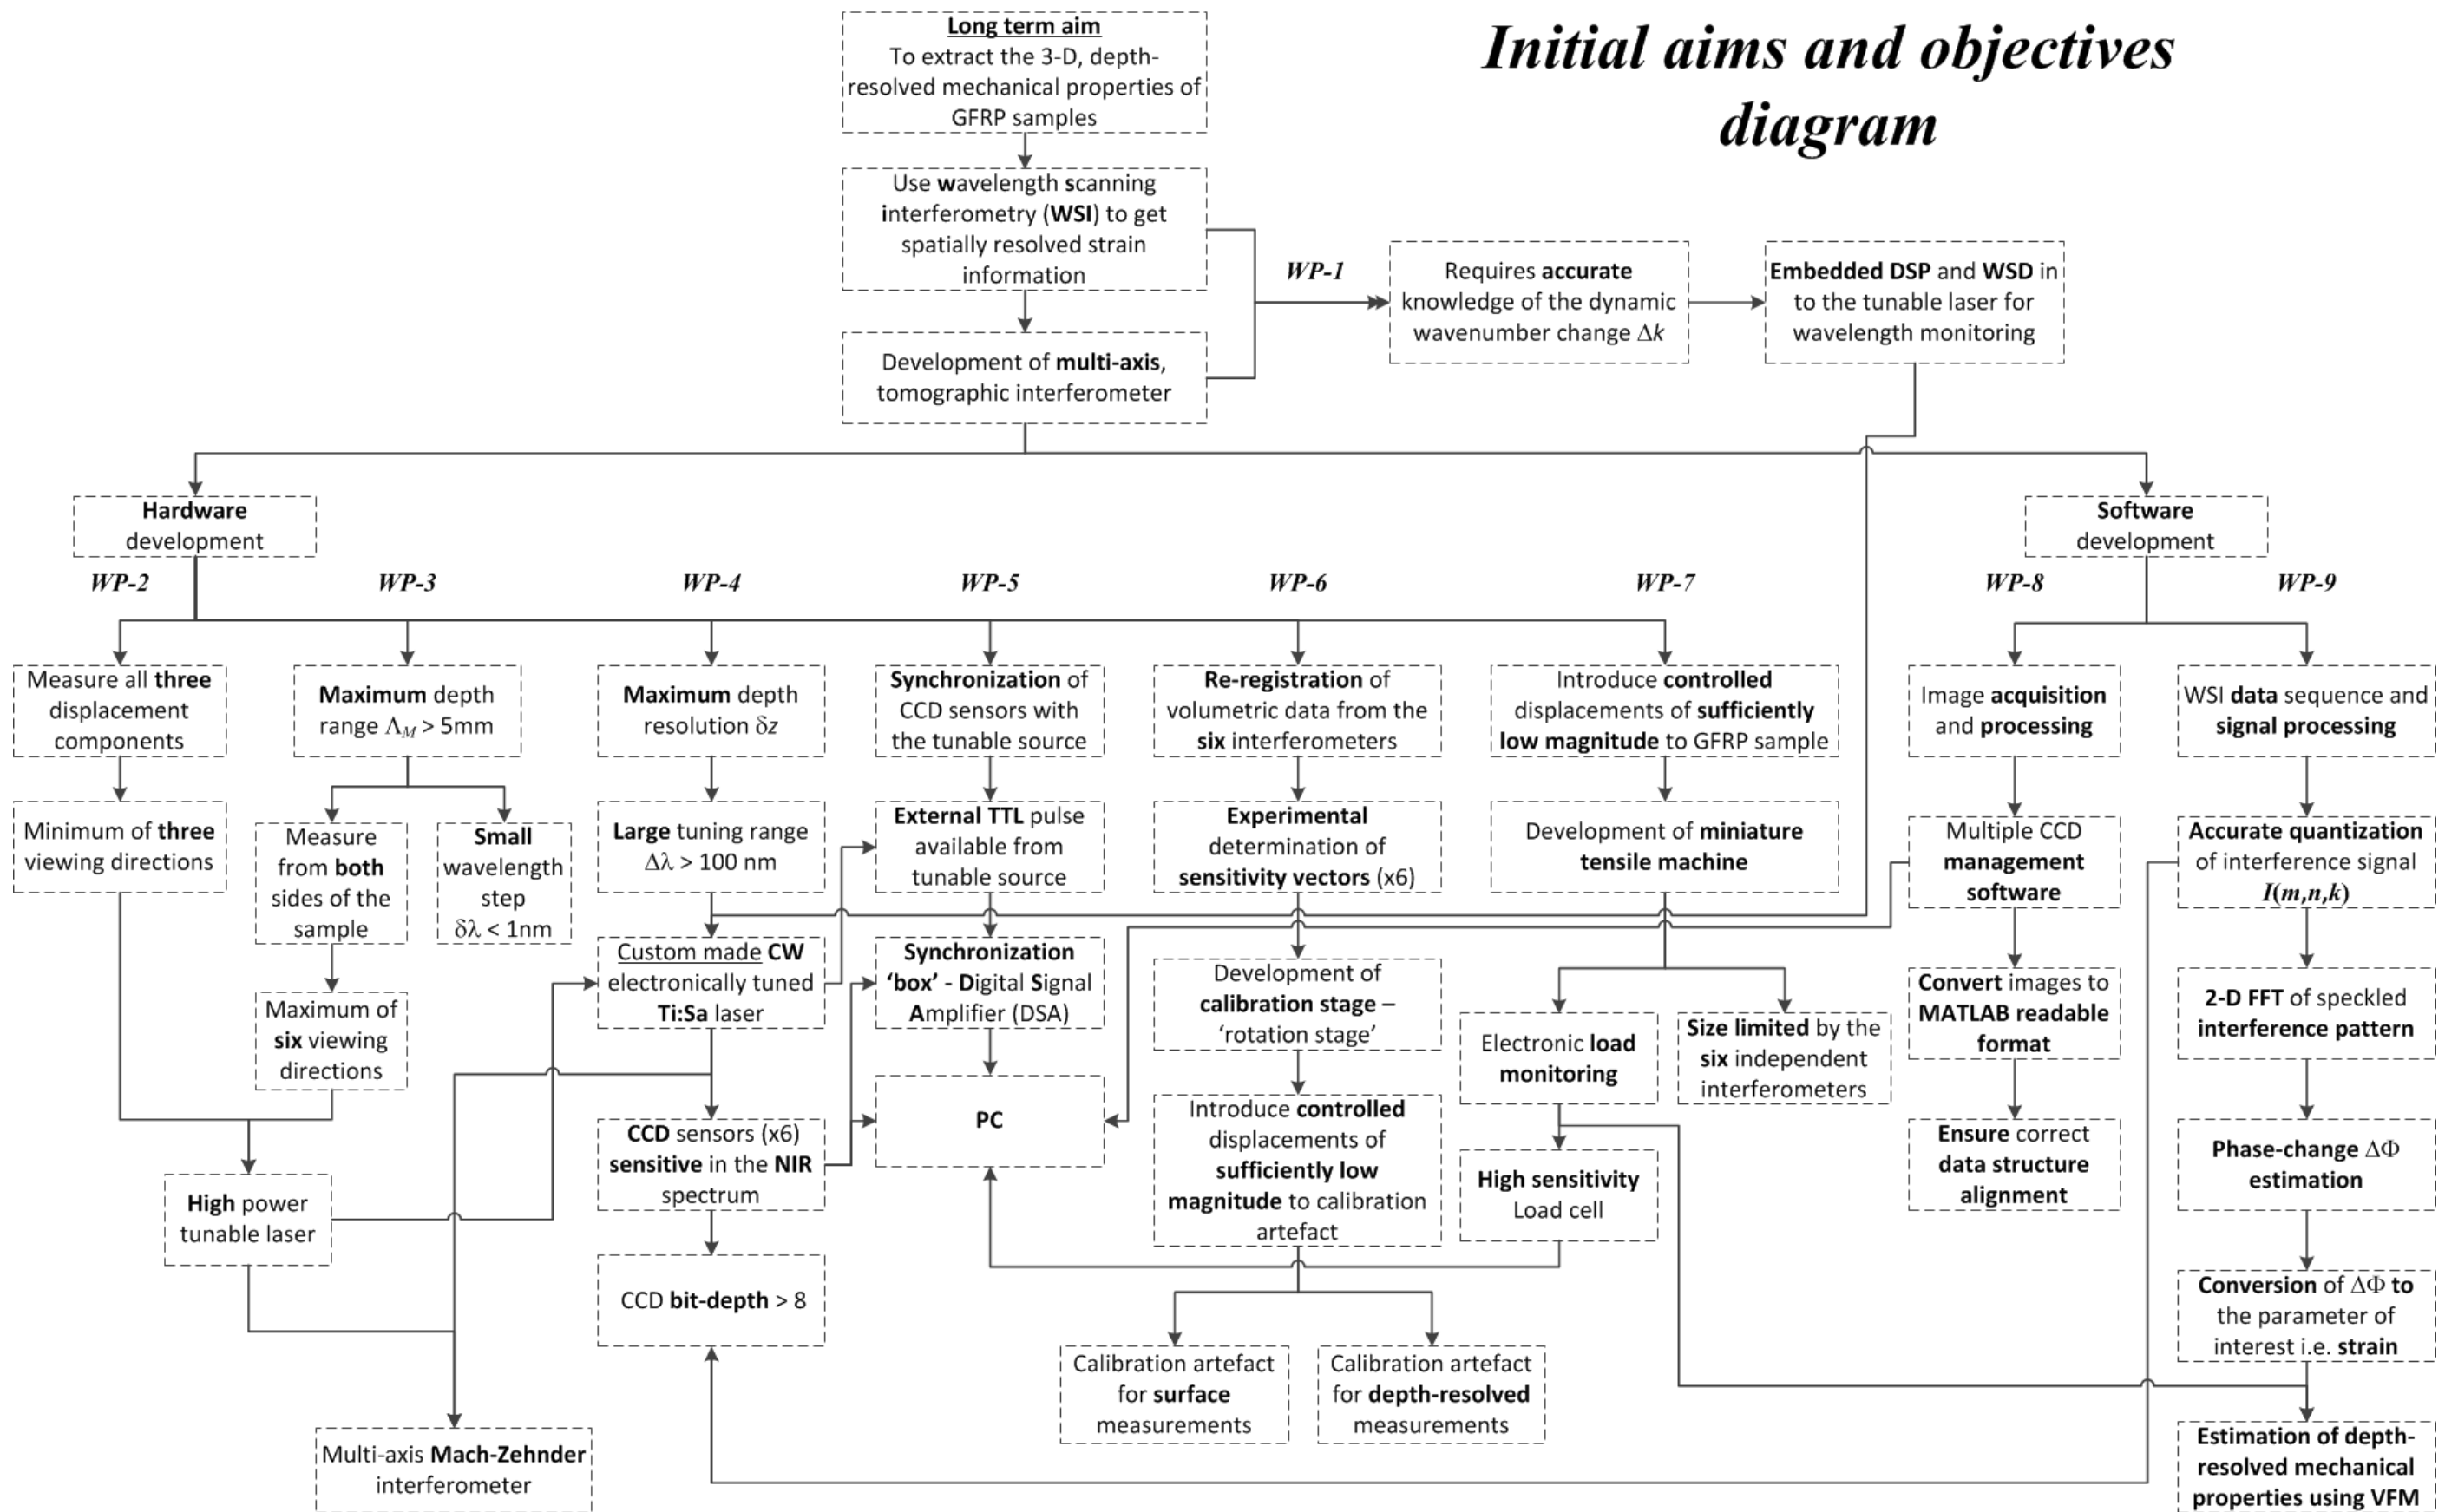 Initial aims and objectives
diagram
Long term aim
To extract the 3-D, depth-
resolved mechanical properties of
GFRP samples
Use wavelength scanning
interferometry (WSI) to get
spatially resolved strain
information
Development of multi-axis,
tomographic interferometer
WP-1
Requires accurate
knowledge of the dynamic
wavenumber change Δk
Embedded DSP and WSD in
to the tunable laser for
wavelength monitoring
Hardware
development
Software
development
WP-2
WP-3
WP-4
WP-5
WP-6
WP-7
WP-8
WP-9
Measure all three
displacement
components
Minimum of three
viewing directions
Maximum depth
range ΛM > 5mm
Measure
from both
sides of the
sample
Small
wavelength
step
δλ < 1nm
Maximum of
six viewing
directions
High power
tunable laser
Multi-axis Mach-Zehnder
interferometer
Maximum depth
resolution δz
Large tuning range
Δλ > 100 nm
Custom made CW
electronically tuned
Ti:Sa laser
CCD sensors (x6)
sensitive in the NIR
spectrum
CCD bit-depth > 8
Synchronization of
CCD sensors with
the tunable source
External TTL pulse
available from
tunable source
Synchronization
‘box’ - Digital Signal
Amplifier (DSA)
PC
Re-registration of
volumetric data from the
six interferometers
Experimental
determination of
sensitivity vectors (x6)
Development of
calibration stage –
‘rotation stage’
Introduce controlled
displacements of
sufficiently low
magnitude to calibration
artefact
Calibration artefact
for surface
measurements
Calibration artefact
for depth-resolved
measurements
Introduce controlled
displacements of sufficiently
low magnitude to GFRP sample
Development of miniature
tensile machine
Electronic load
monitoring
Size limited by the
six independent
interferometers
High sensitivity
Load cell
Image acquisition
and processing
Multiple CCD
management
software
Convert images to
MATLAB readable
format
Ensure correct
data structure
alignment
WSI data sequence and
signal processing
Accurate quantization
of interference signal
I(m,n,k)
2-D FFT of speckled
interference pattern
Phase-change ΔΦ
estimation
Conversion of ΔΦ to
the parameter of
interest i.e. strain
Estimation of depth-
resolved mechanical
properties using VFM